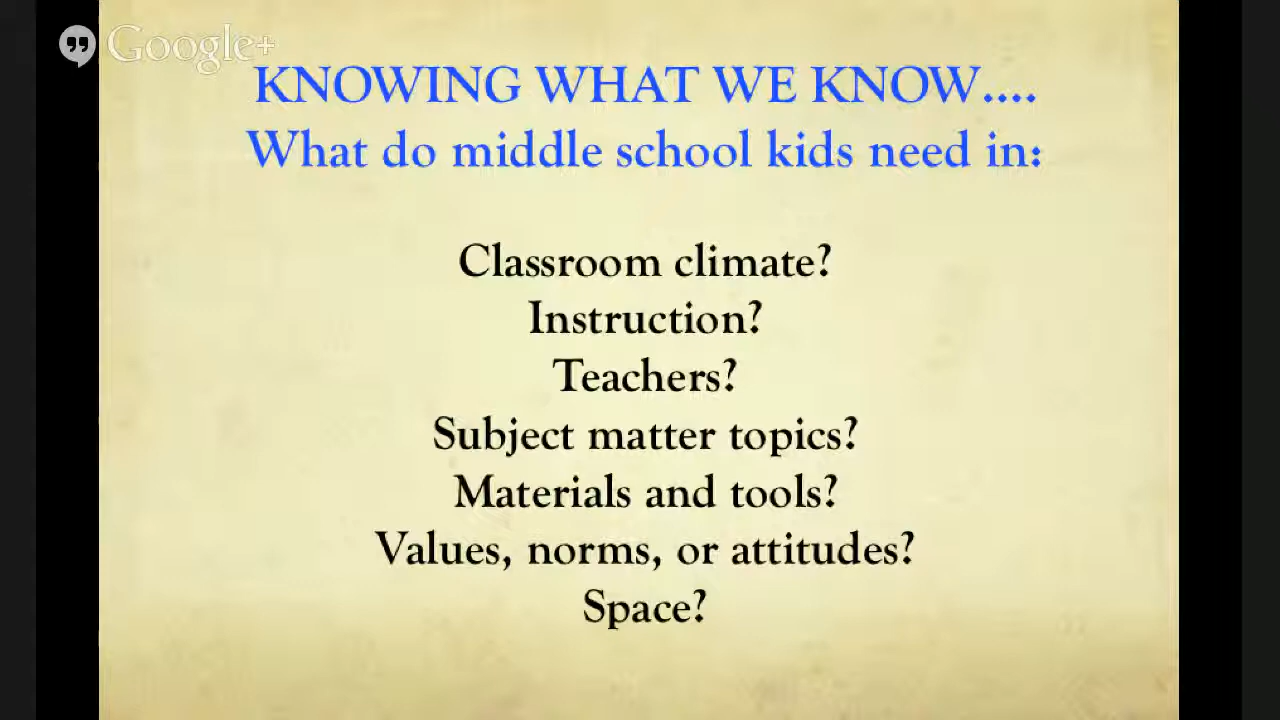 Google+
KNOWING WHAT WE KNOW....
What do middle school kids need in:
Classroom climate?
Instruction?
Teachers?
Subject matter topics?
Materials and tools?
Values, norms, or attitudes?
Space?